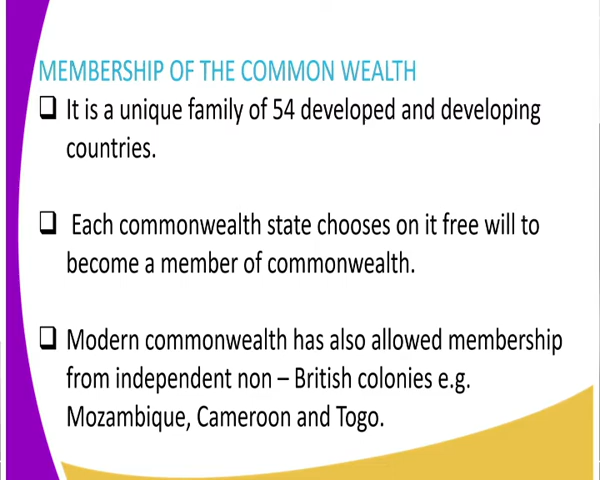 MEMBERSHIP OF THE COMMON WEALTH
❑ It is a unique family of 54 developed and developing
countries.
❑ Each commonwealth state chooses on it free will to
become a member of commonwealth.
❑ Modern commonwealth has also allowed membership
from independent non – British colonies e.g.
Mozambique, Cameroon and Togo.